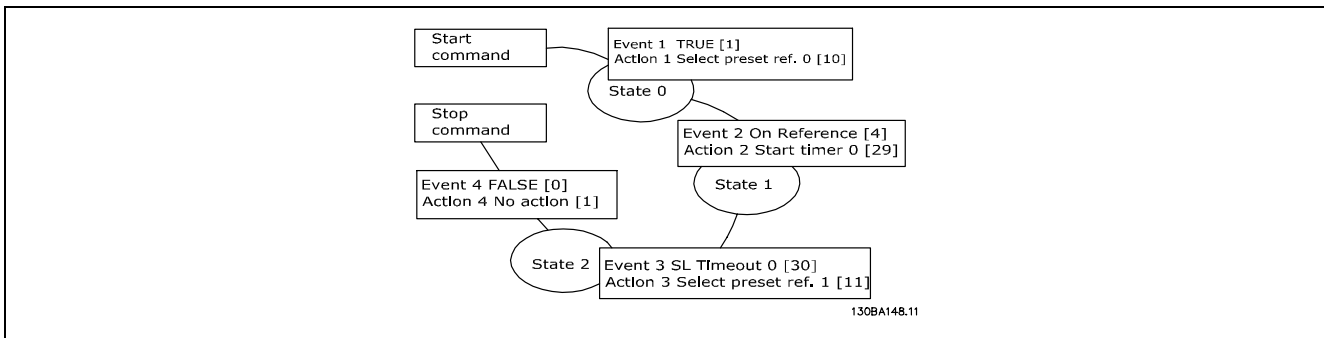 Start
command
Event 1 TRUE [1]
Action 1 Select preset ref. 0 [10]
State 0
Stop
command
Event 2 On Reference [4]
Action 2 Start timer 0 [29]
State 1
Event 4 FALSE [0]
Action 4 No action [1]
State 2
Event 3 SL Timeout 0 [30]
Action 3 Select preset ref. 1 [11]
130BA148.11